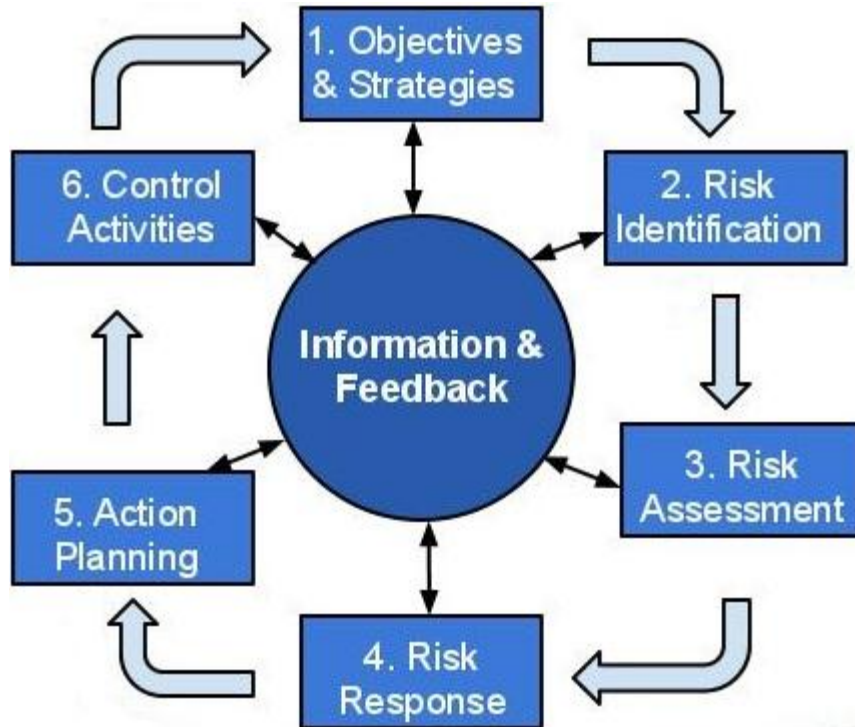 1. Objectives
& Strategies
2. Risk
Identification
3. Risk
Assessment
4. Risk
Response
5. Action
Planning
6. Control
Activities
Information &
Feedback